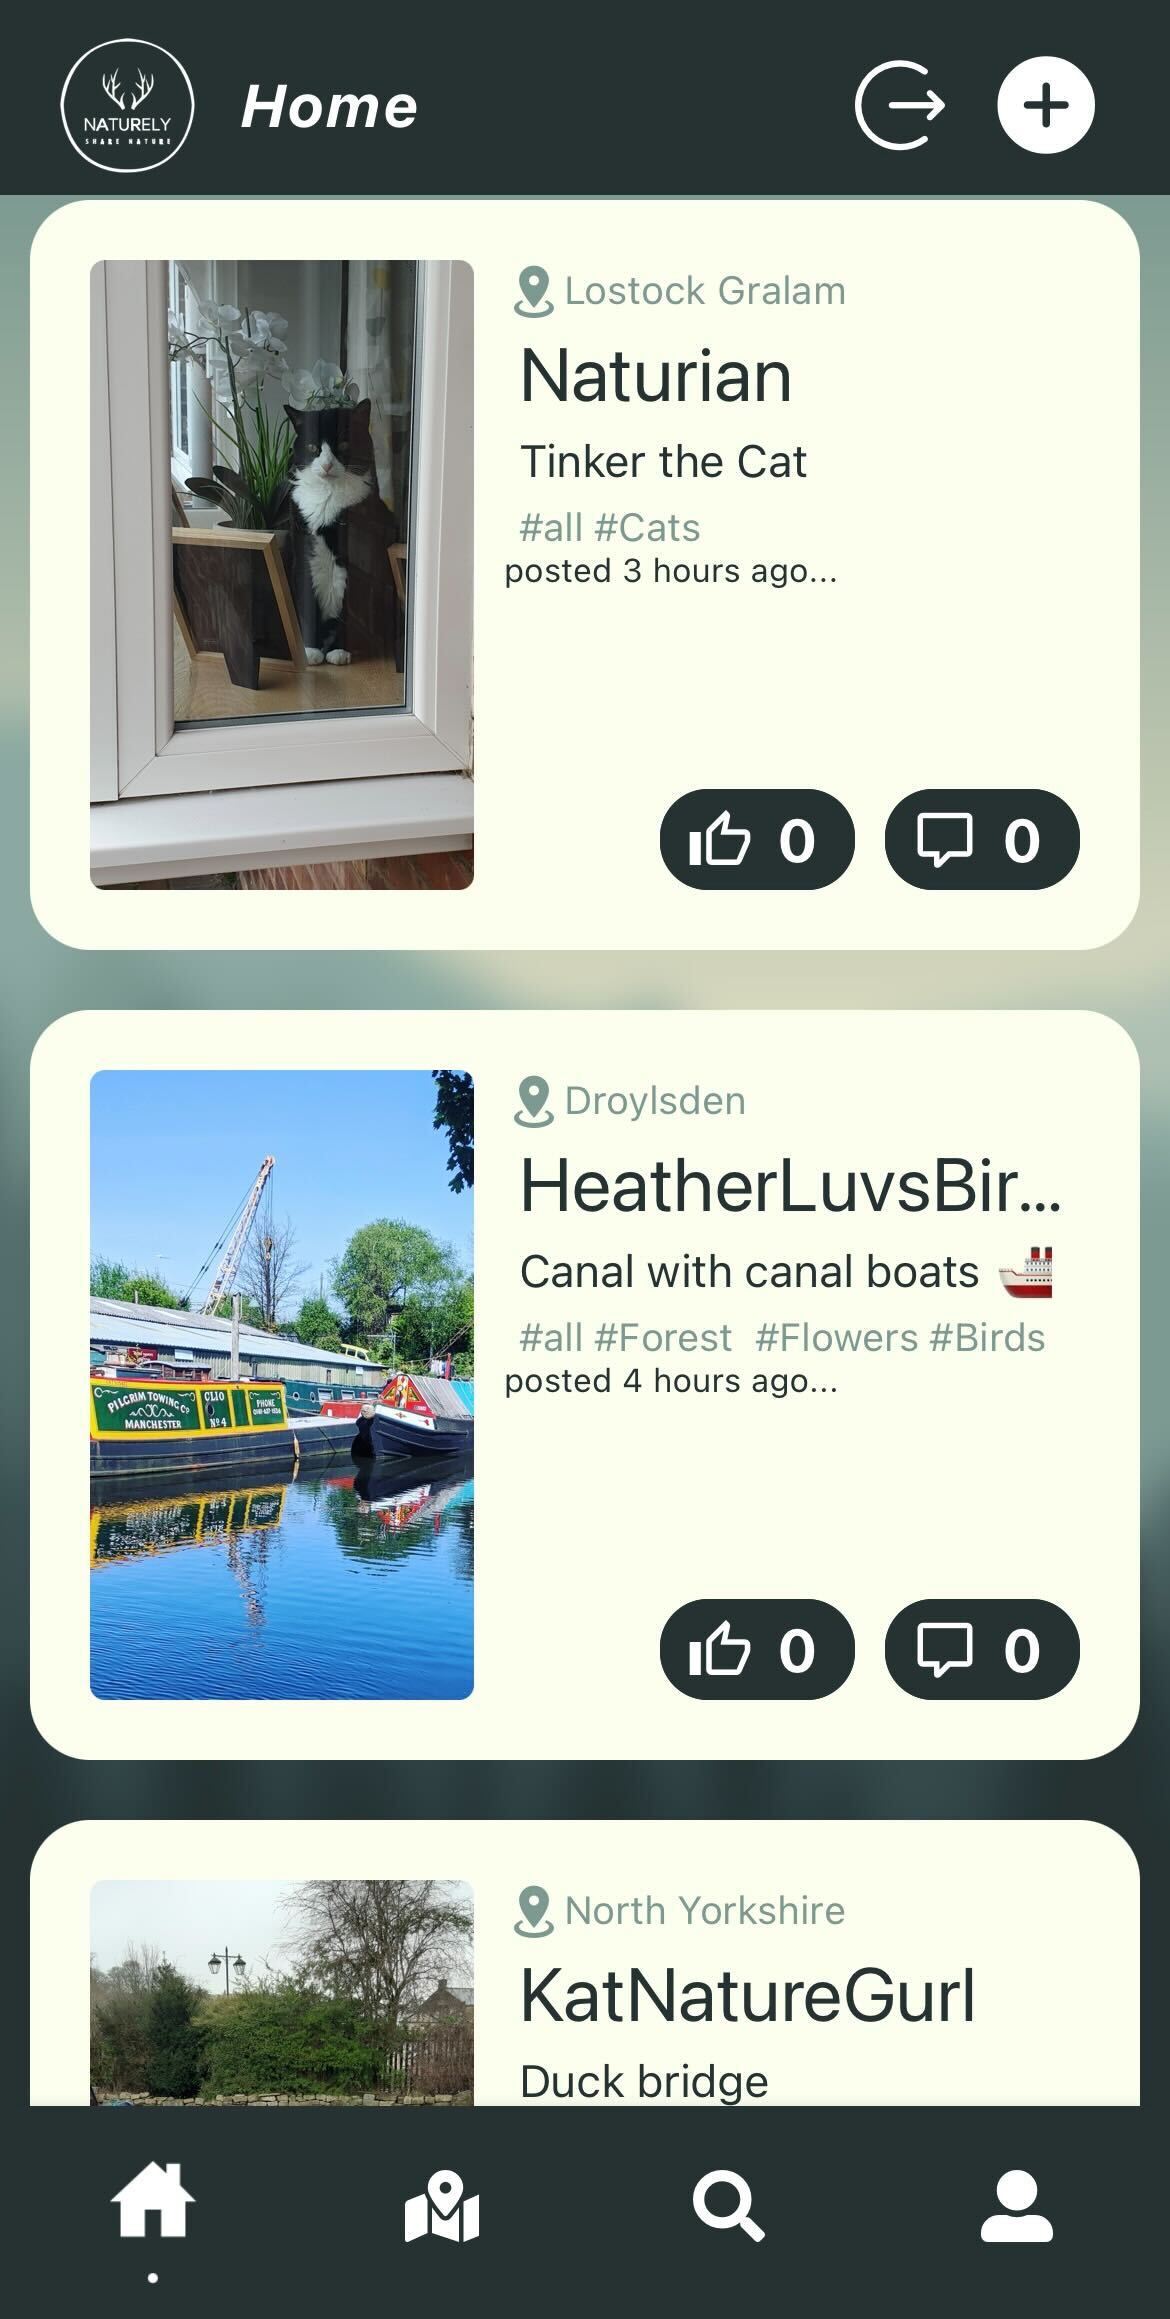 NATURELY
SHARE NATURE
Home
Lostock Gralam
Naturian
Tinker the Cat
#all #Cats
posted 3 hours ago...
0 0
Droylsden
HeatherLuvsBir...
Canal with canal boats 🚢
#all #Forest #Flowers #Birds
posted 4 hours ago...
PILGRIM TOWING Co
MANCHESTER
CLIO
No 4
PHONE
0 0
North Yorkshire
KatNatureGurl
Duck bridge